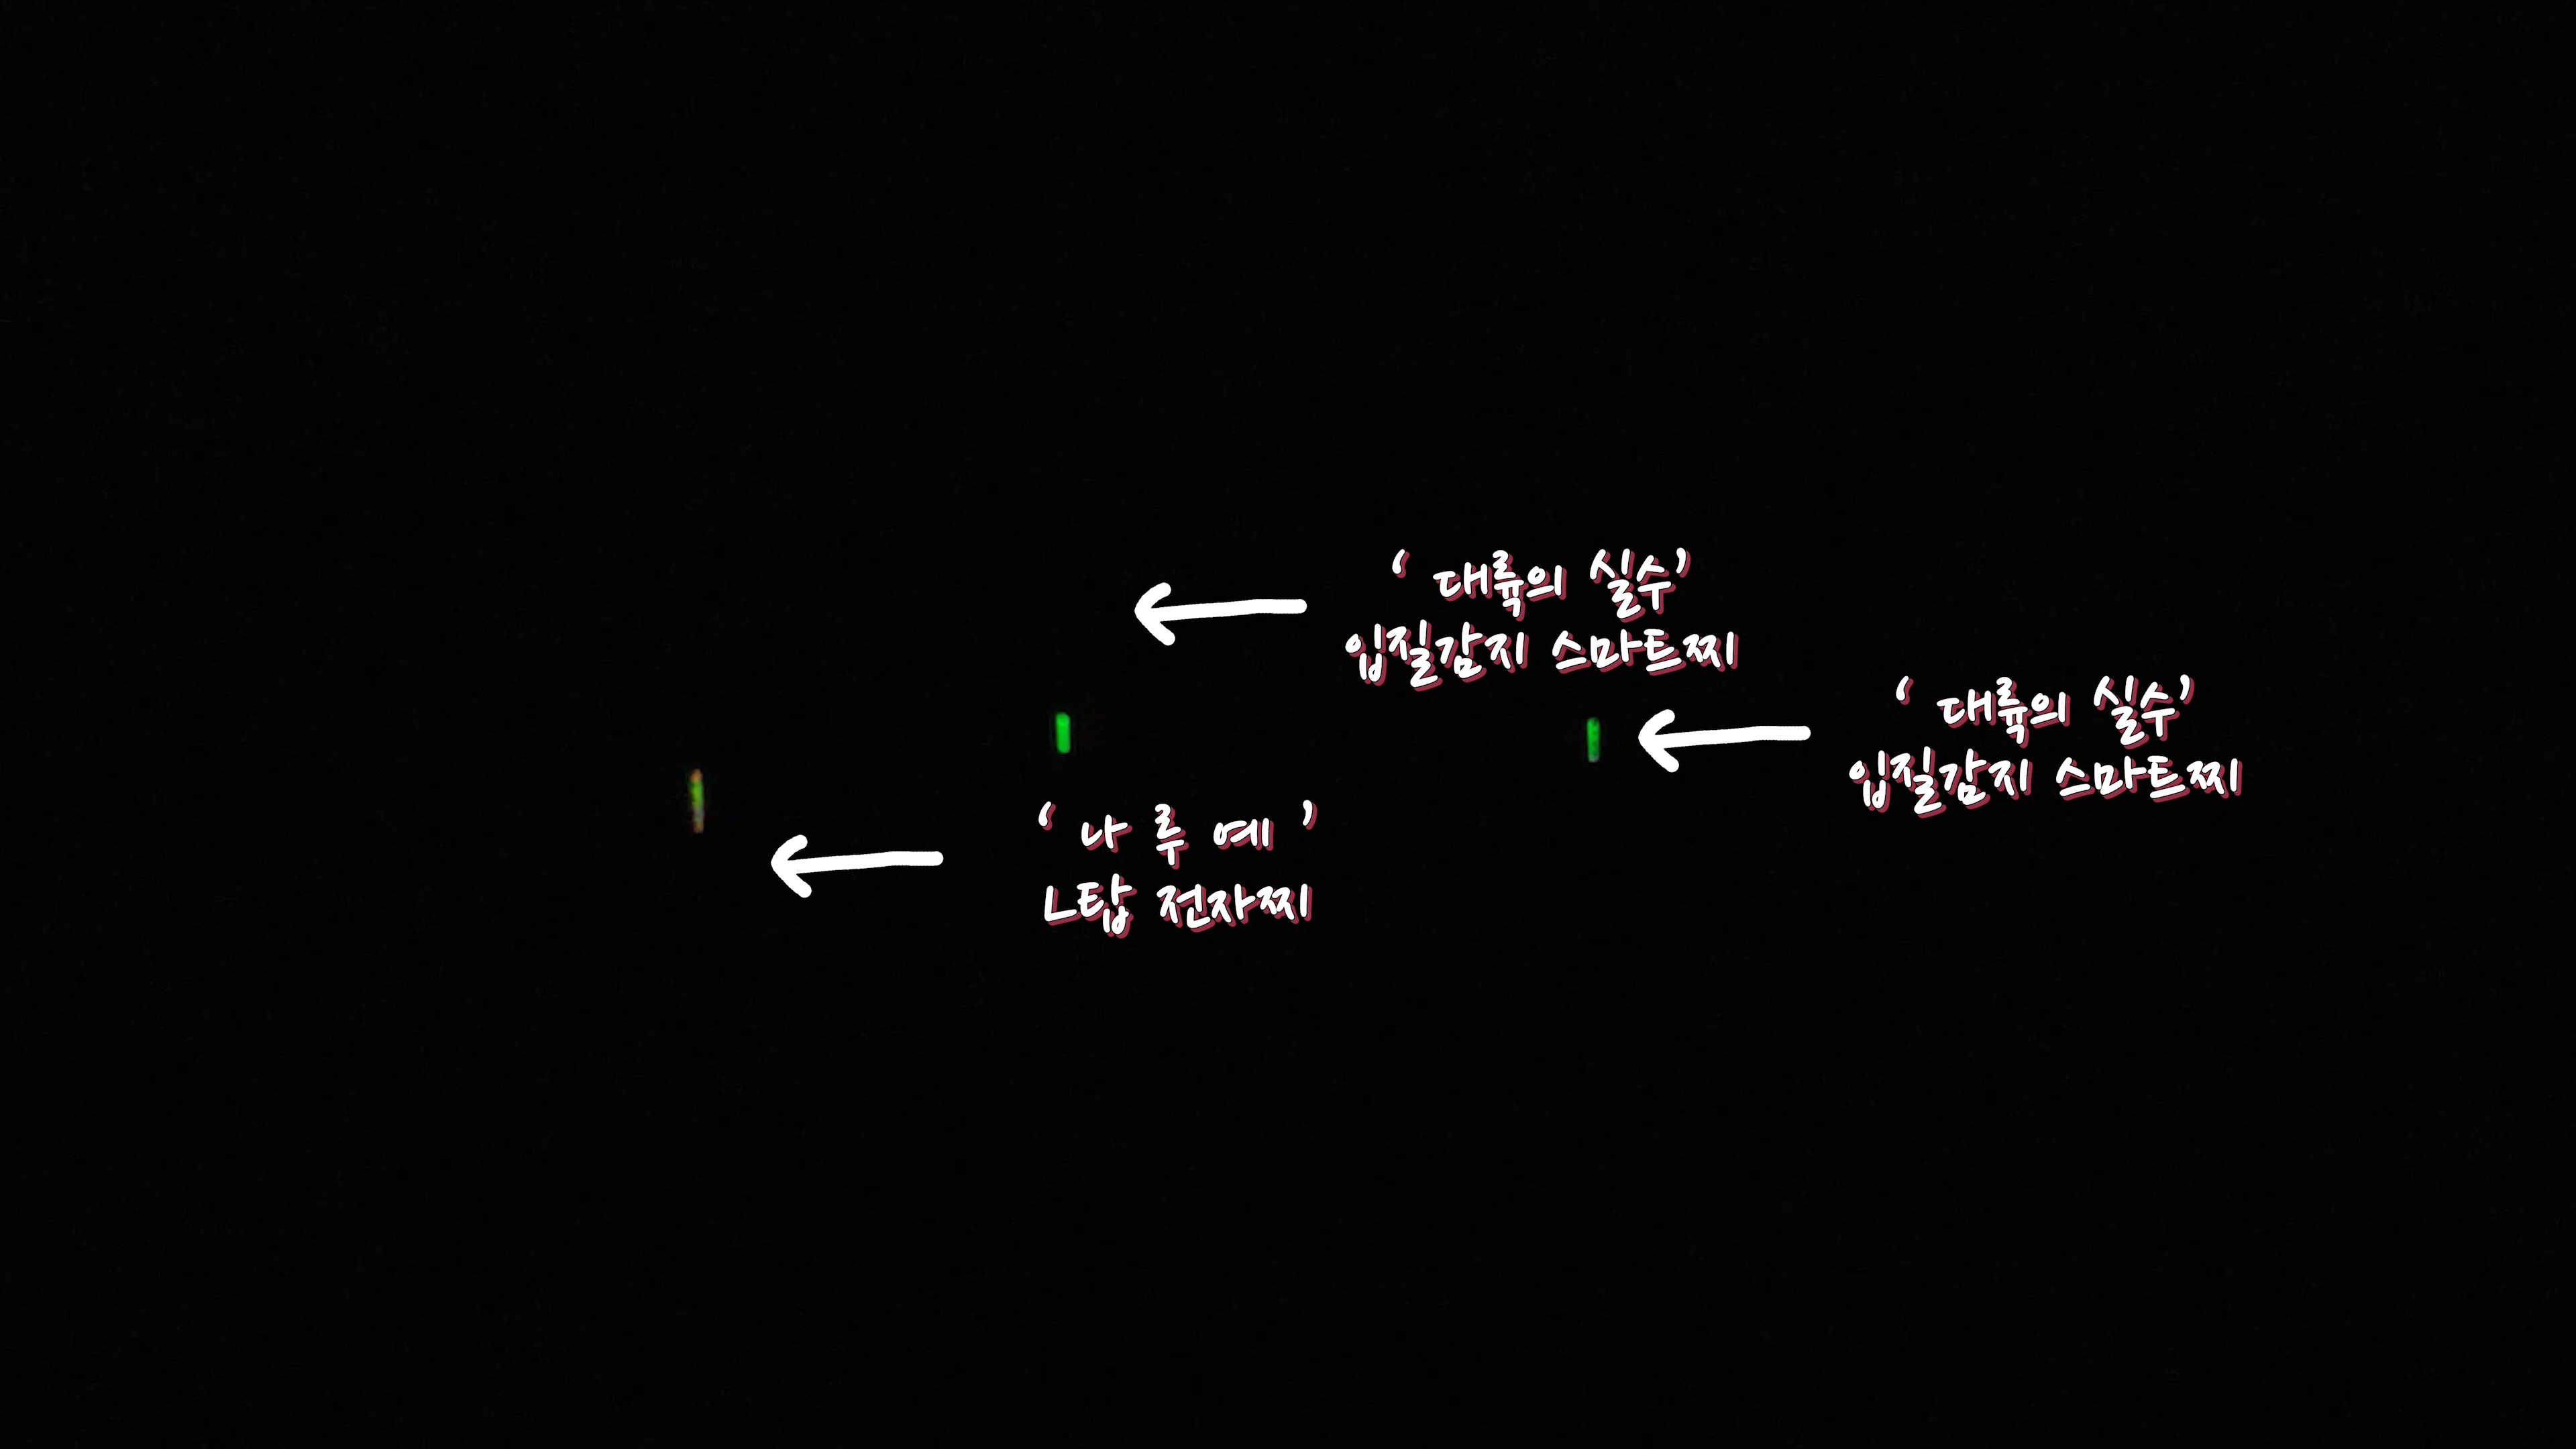 ‘ 대륙의 실수’
입질감지 스마트찌
‘ 대륙의 실수’
입질감지 스마트찌
‘ 나 루 예 ’
L탑 전자찌